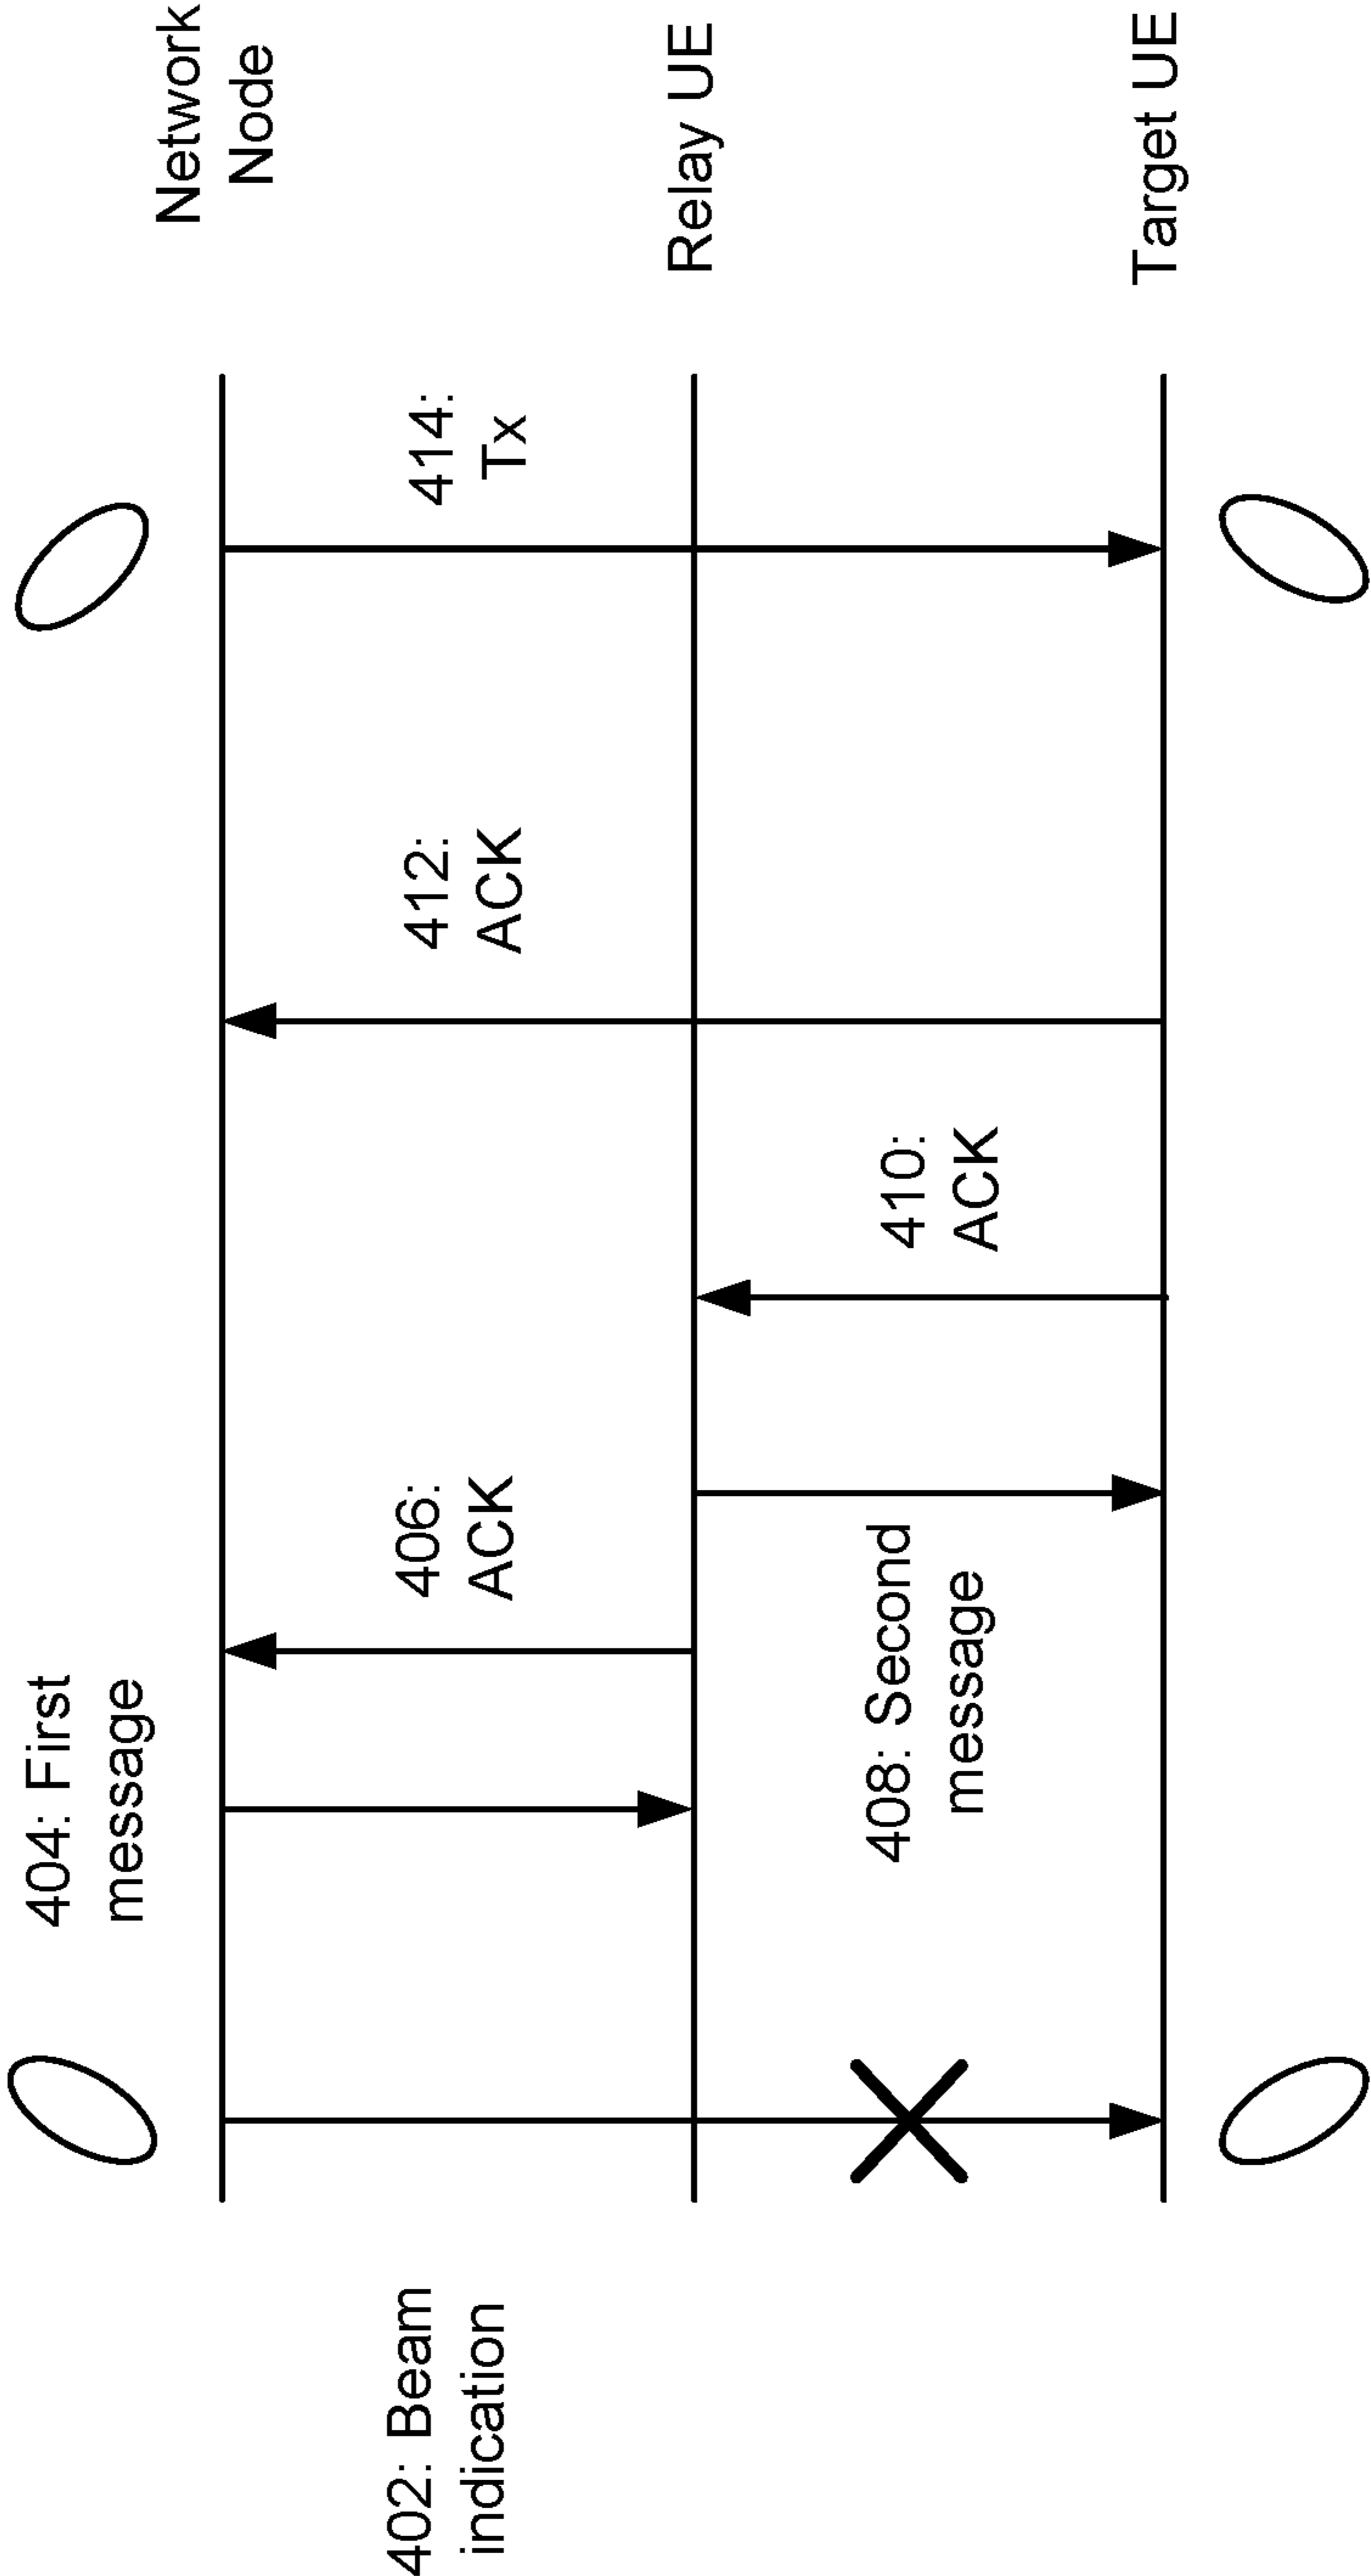 Network
Node
Relay UE
Target UE
402: Beam
indication
404: First
message
406:
ACK
408: Second
message
410:
ACK
412:
ACK
414:
Tx